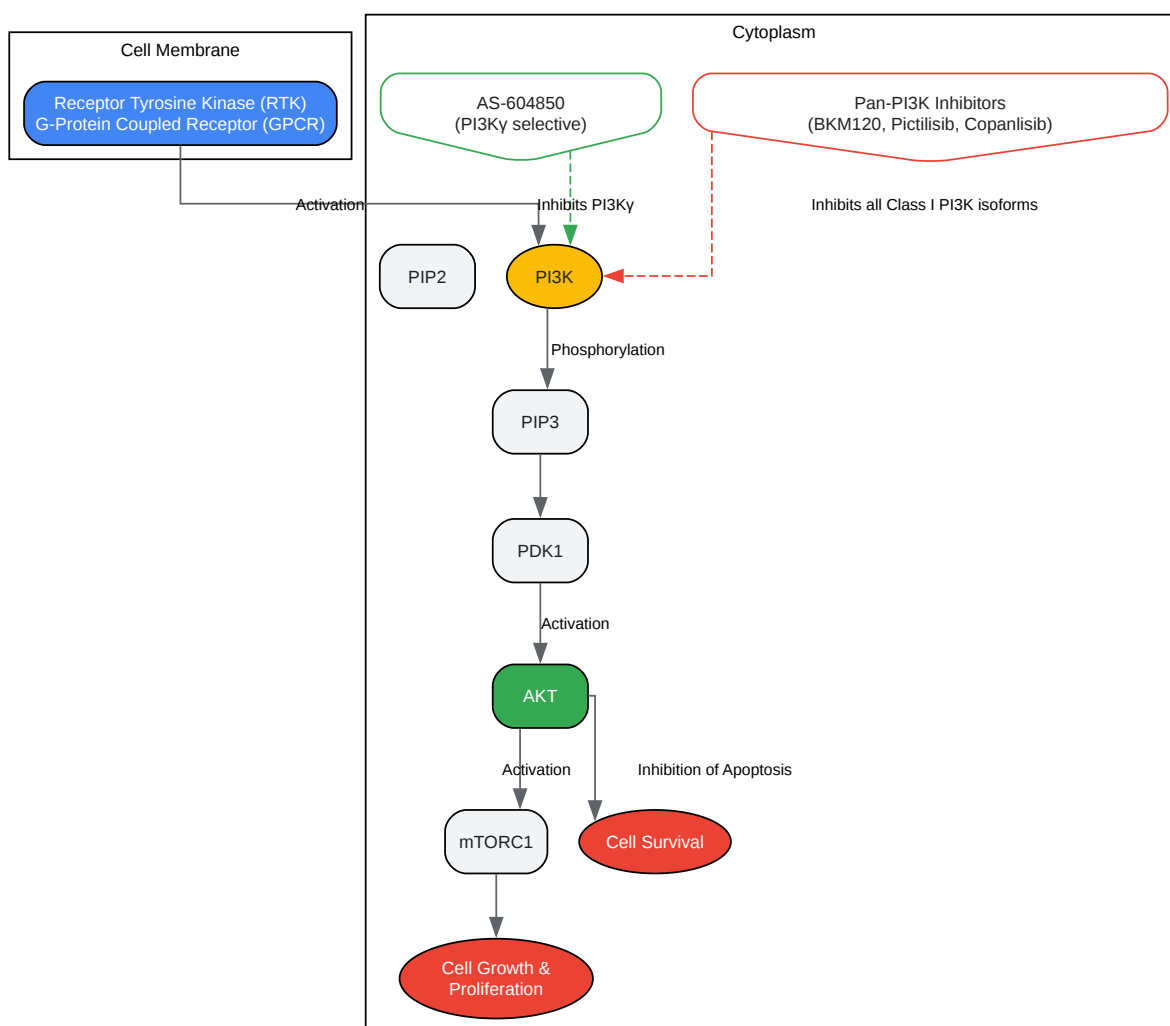 Cell Membrane
Receptor Tyrosine Kinase (RTK)
G-Protein Coupled Receptor (GPCR)
Cytoplasm
AS-604850
(PI3Kγ selective)
Pan-PI3K Inhibitors
(BKM120, Pictilisib, Copanlisib)
Activation
Inhibits PI3Kγ
Inhibits all Class I PI3K isoforms
PIP2
PI3K
Phosphorylation
PIP3
PDK1
Activation
AKT
Activation
Inhibition of Apoptosis
mTORC1
Cell Survival
Cell Growth &
Proliferation